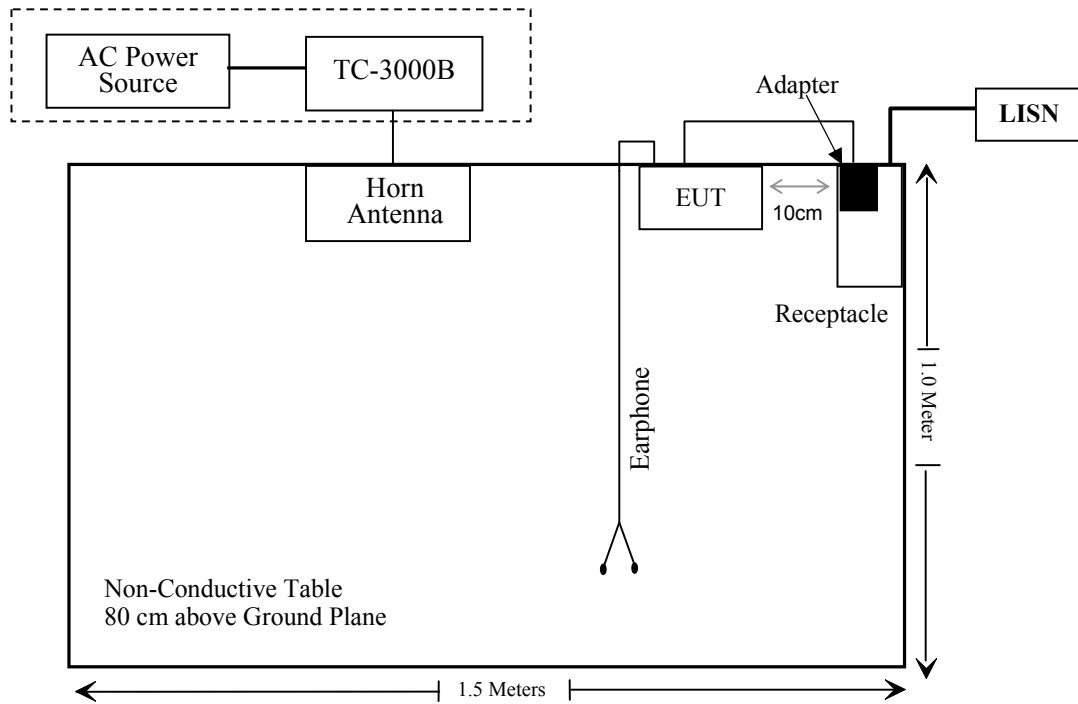 AC Power
Source
TC-3000B
Adapter
LISN
Horn
Antenna
EUT
10cm
Receptacle
1.0 Meter
Earphone
Non-Conductive Table
80 cm above Ground Plane
1.5 Meters